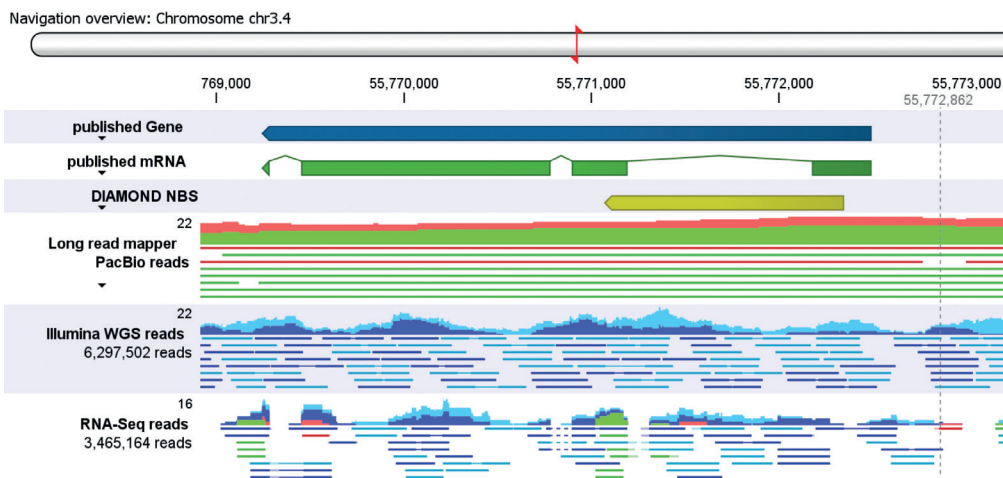 Navigation overview: Chromosome chr3.4
769,000 55,770,000 55,771,000 55,772,000 55,773,000
55,772,862
published Gene
published mRNA
DIAMOND NBS
22
Long read mapper
PacBio reads
22
Illumina WGS reads
6,297,502 reads
16
RNA-Seq reads
3,465,164 reads